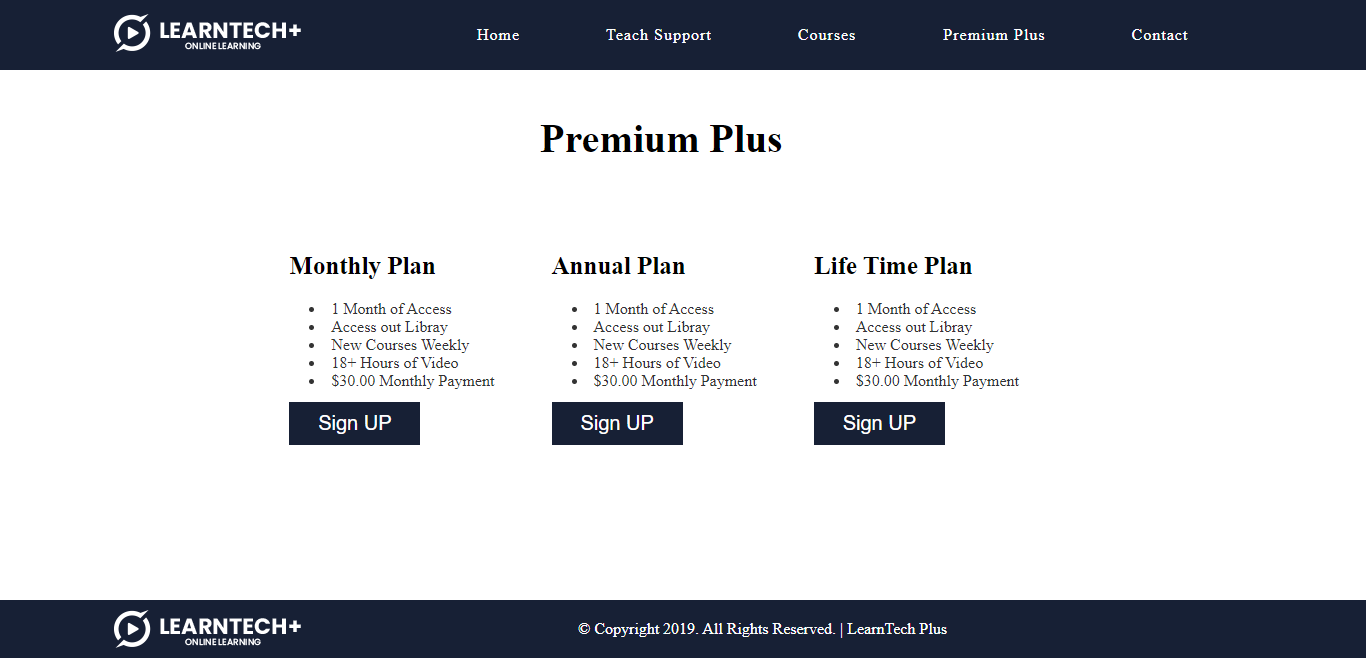 LEARNTECH+
ONLINE LEARNING
Home Teach Support Courses Premium Plus Contact
Premium Plus
Monthly Plan
• 1 Month of Access
• Access out Libray
• New Courses Weekly
• 18+ Hours of Video
• $30.00 Monthly Payment
Sign UP
Annual Plan
• 1 Month of Access
• Access out Libray
• New Courses Weekly
• 18+ Hours of Video
• $30.00 Monthly Payment
Sign UP
Life Time Plan
• 1 Month of Access
• Access out Libray
• New Courses Weekly
• 18+ Hours of Video
• $30.00 Monthly Payment
Sign UP
LEARNTECH+
ONLINE LEARNING
© Copyright 2019. All Rights Reserved. | LearnTech Plus